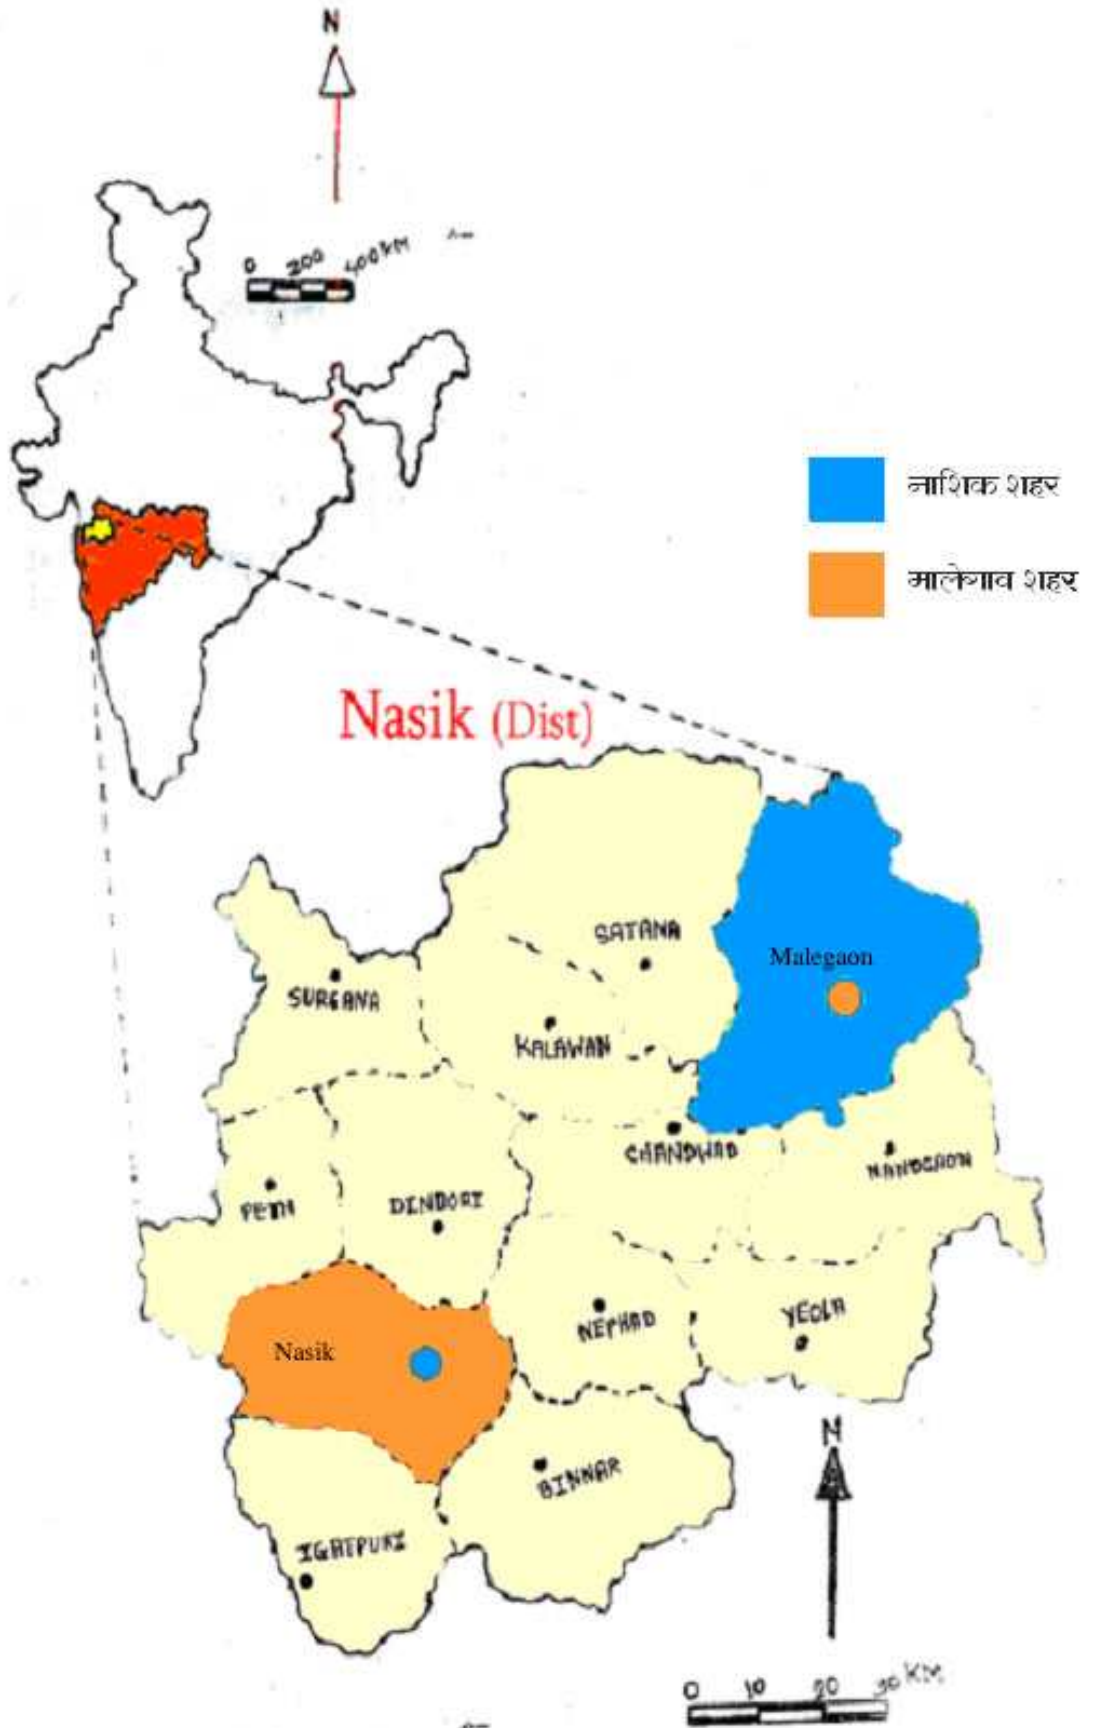 N
0 200 400KM
नाशिक शहर
मालेगाव शहर
Nasik (Dist)
SATANA
Malegaon
SURGANA
KALAWAN
CHANDWAD
NANDGAON
PETH
DINDORI
YEOLA
NIPHAD
Nasik
N
BINNAR
IGATPURI
0 10 20 30 KM